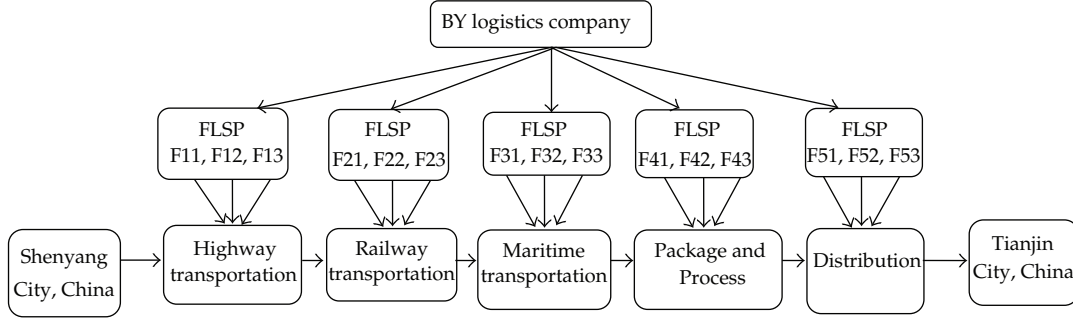 BY logistics company
FLSP
F11, F12, F13
FLSP
F21, F22, F23
FLSP
F31, F32, F33
FLSP
F41, F42, F43
FLSP
F51, F52, F53
Shenyang
City, China
Highway
transportation
Railway
transportation
Maritime
transportation
Package and
Process
Distribution
Tianjin
City, China